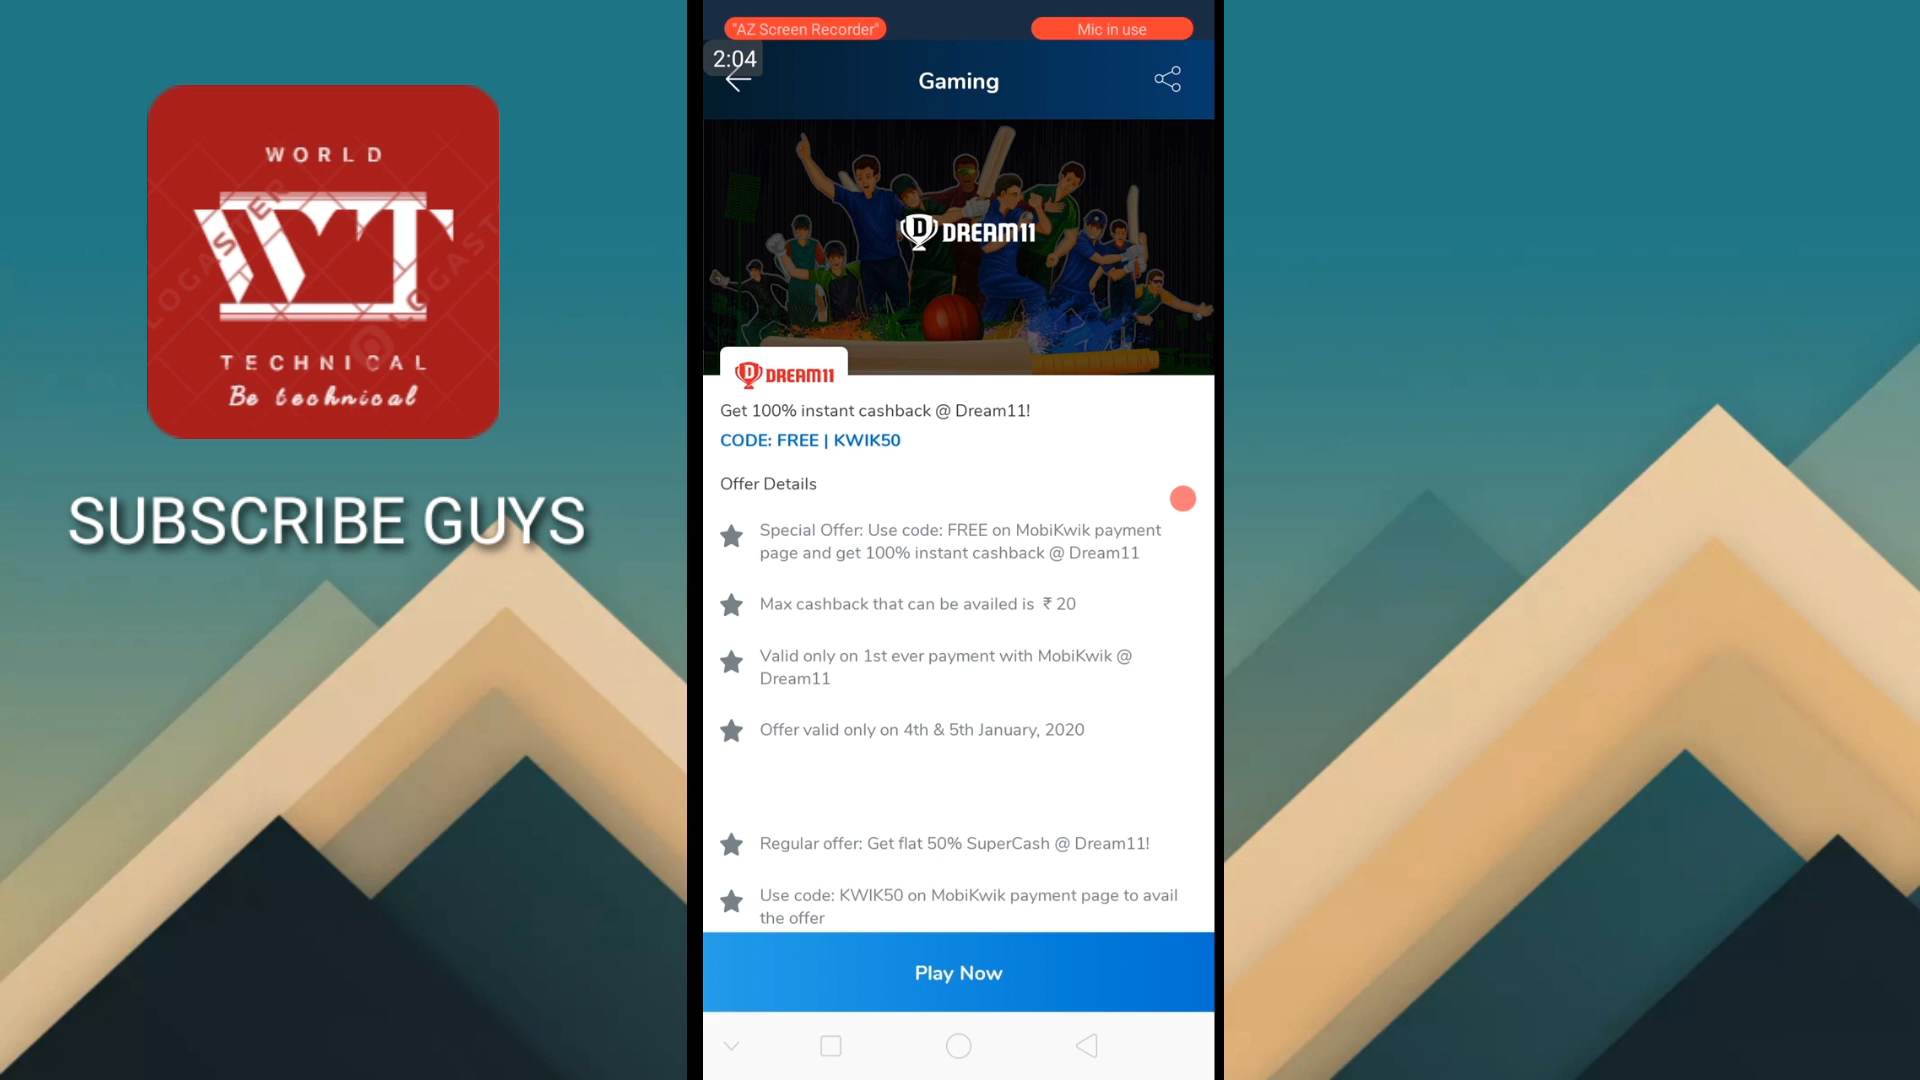 WORLD
WT
TECHNICAL
Be technical
LOGASTER
LOGASTER
SUBSCRIBE GUYS
"AZ Screen Recorder"
Mic in use
2:04
Gaming
DREAM11
DREAM11
Get 100% instant cashback @ Dream11!
CODE: FREE | KWIK50
Offer Details
Special Offer: Use code: FREE on MobiKwik payment
page and get 100% instant cashback @ Dream11
Max cashback that can be availed is ₹ 20
Valid only on 1st ever payment with MobiKwik @
Dream11
Offer valid only on 4th & 5th January, 2020
Regular offer: Get flat 50% SuperCash @ Dream11!
Use code: KWIK50 on MobiKwik payment page to avail
the offer
Play Now